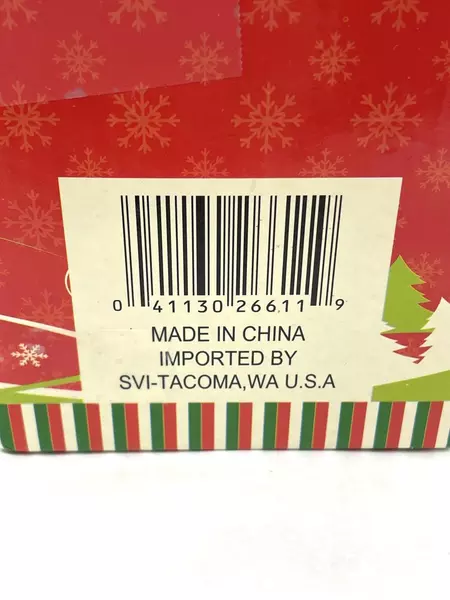 0 41130 26611 9
MADE IN CHINA
IMPORTED BY
SVI-TACOMA,WA U.S.A